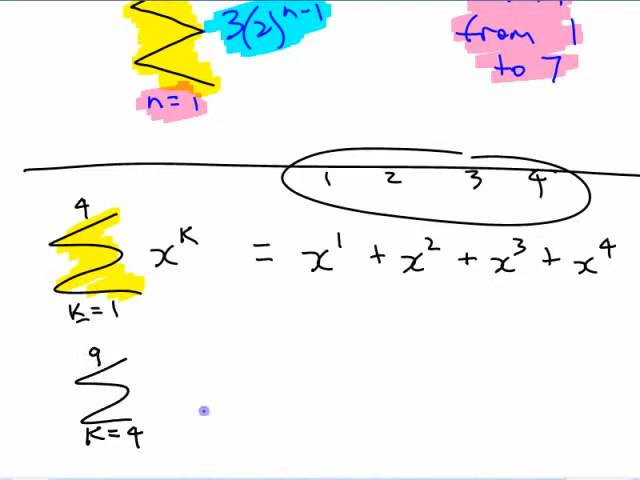 Σ 3(2)^{n-1}
n = 1
from 1
to 7
1 2 3 4
4
Σ x^k = x^1 + x^2 + x^3 + x^4
k = 1
9
Σ
k = 4